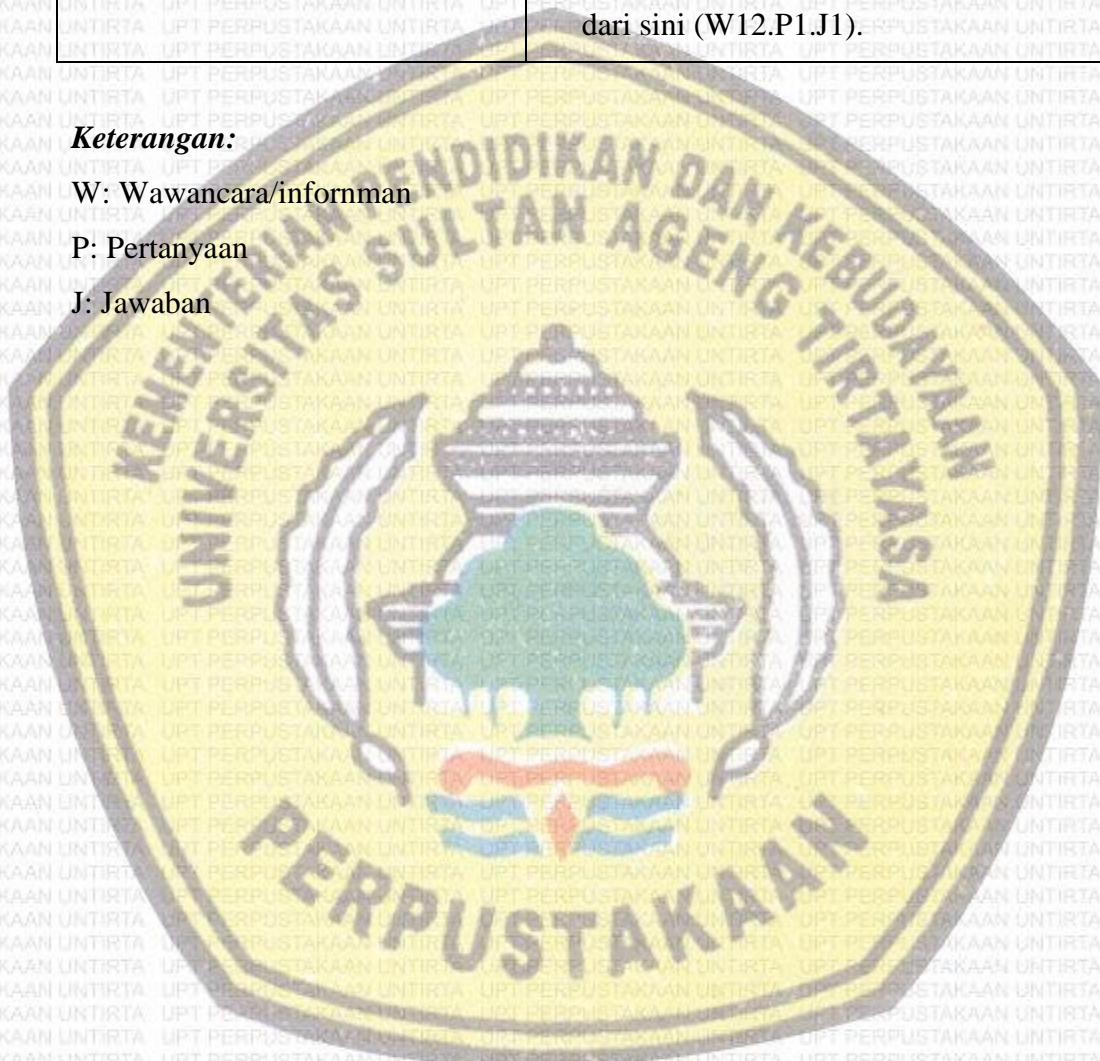 dari sini (W12.P1.J1).
Keterangan:
W: Wawancara/infornman
P: Pertanyaan
J: Jawaban
KEMENTERIAN PENDIDIKAN DAN KEBUDAYAAN
UNIVERSITAS SULTAN AGENG TIRTAYASA
PERPUSTAKAAN